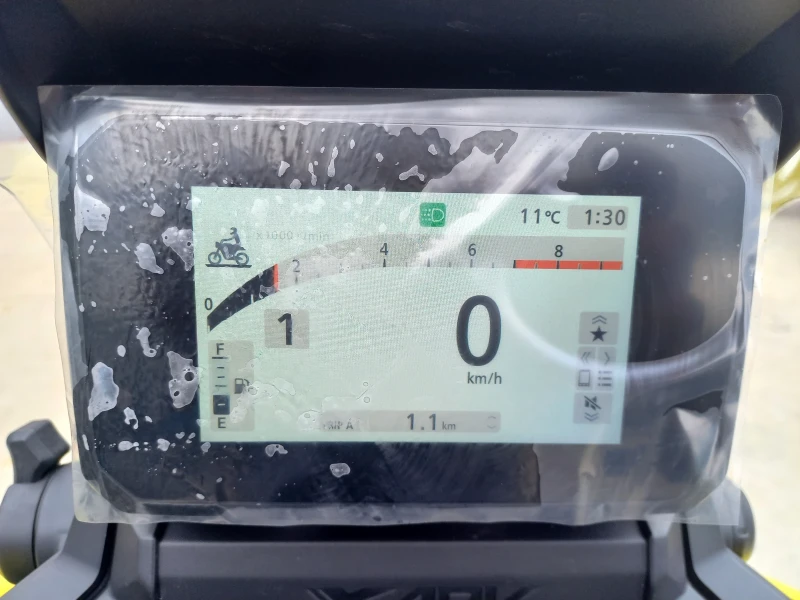 11°C 1:30
x1000 r/min
0 2 4 6 8
1 0
km/h
F
E
TRIP A 1.1 km